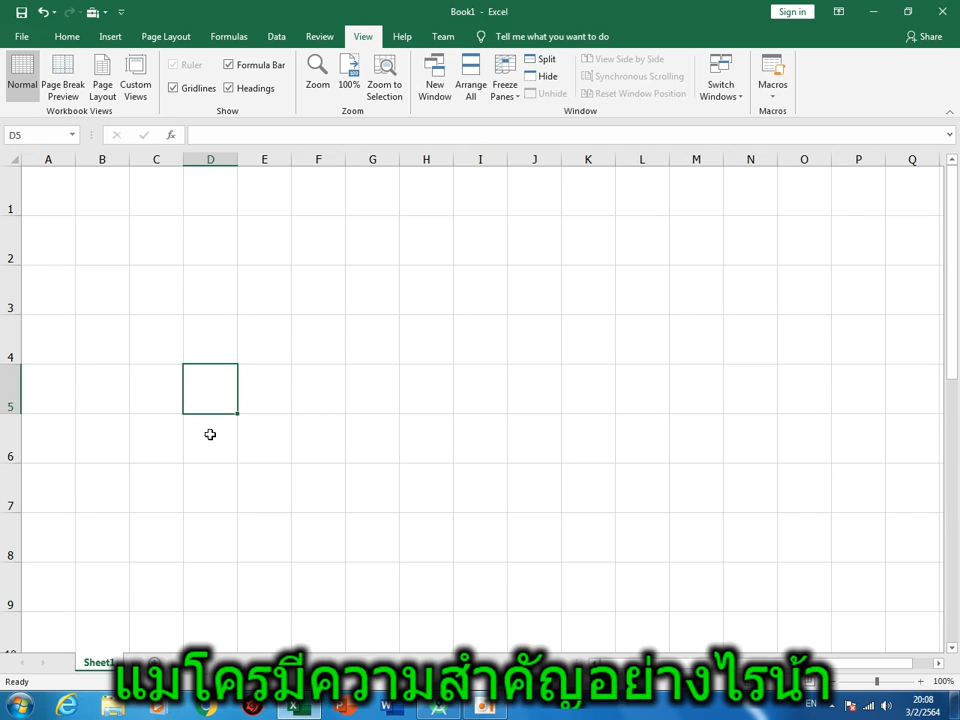 Book1 - Excel
Sign in
File Home Insert Page Layout Formulas Data Review View Help Team Tell me what you want to do Share
Normal Page Break Preview Page Layout Custom Views
Workbook Views
Ruler Formula Bar
Gridlines Headings
Show
Zoom 100% Zoom to Selection
Zoom
New Window Arrange All Freeze Panes
Split
Hide
Unhide
View Side by Side
Synchronous Scrolling
Reset Window Position
Switch Windows
Window
Macros
Macros
D5
fx
A B C D E F G H I J K L M N O P Q
1
2
3
4
5
6
7
8
9
Sheet1
แมโครมีความสำคัญอย่างไรน้า
Ready
100%
EN
20:08
3/2/2564